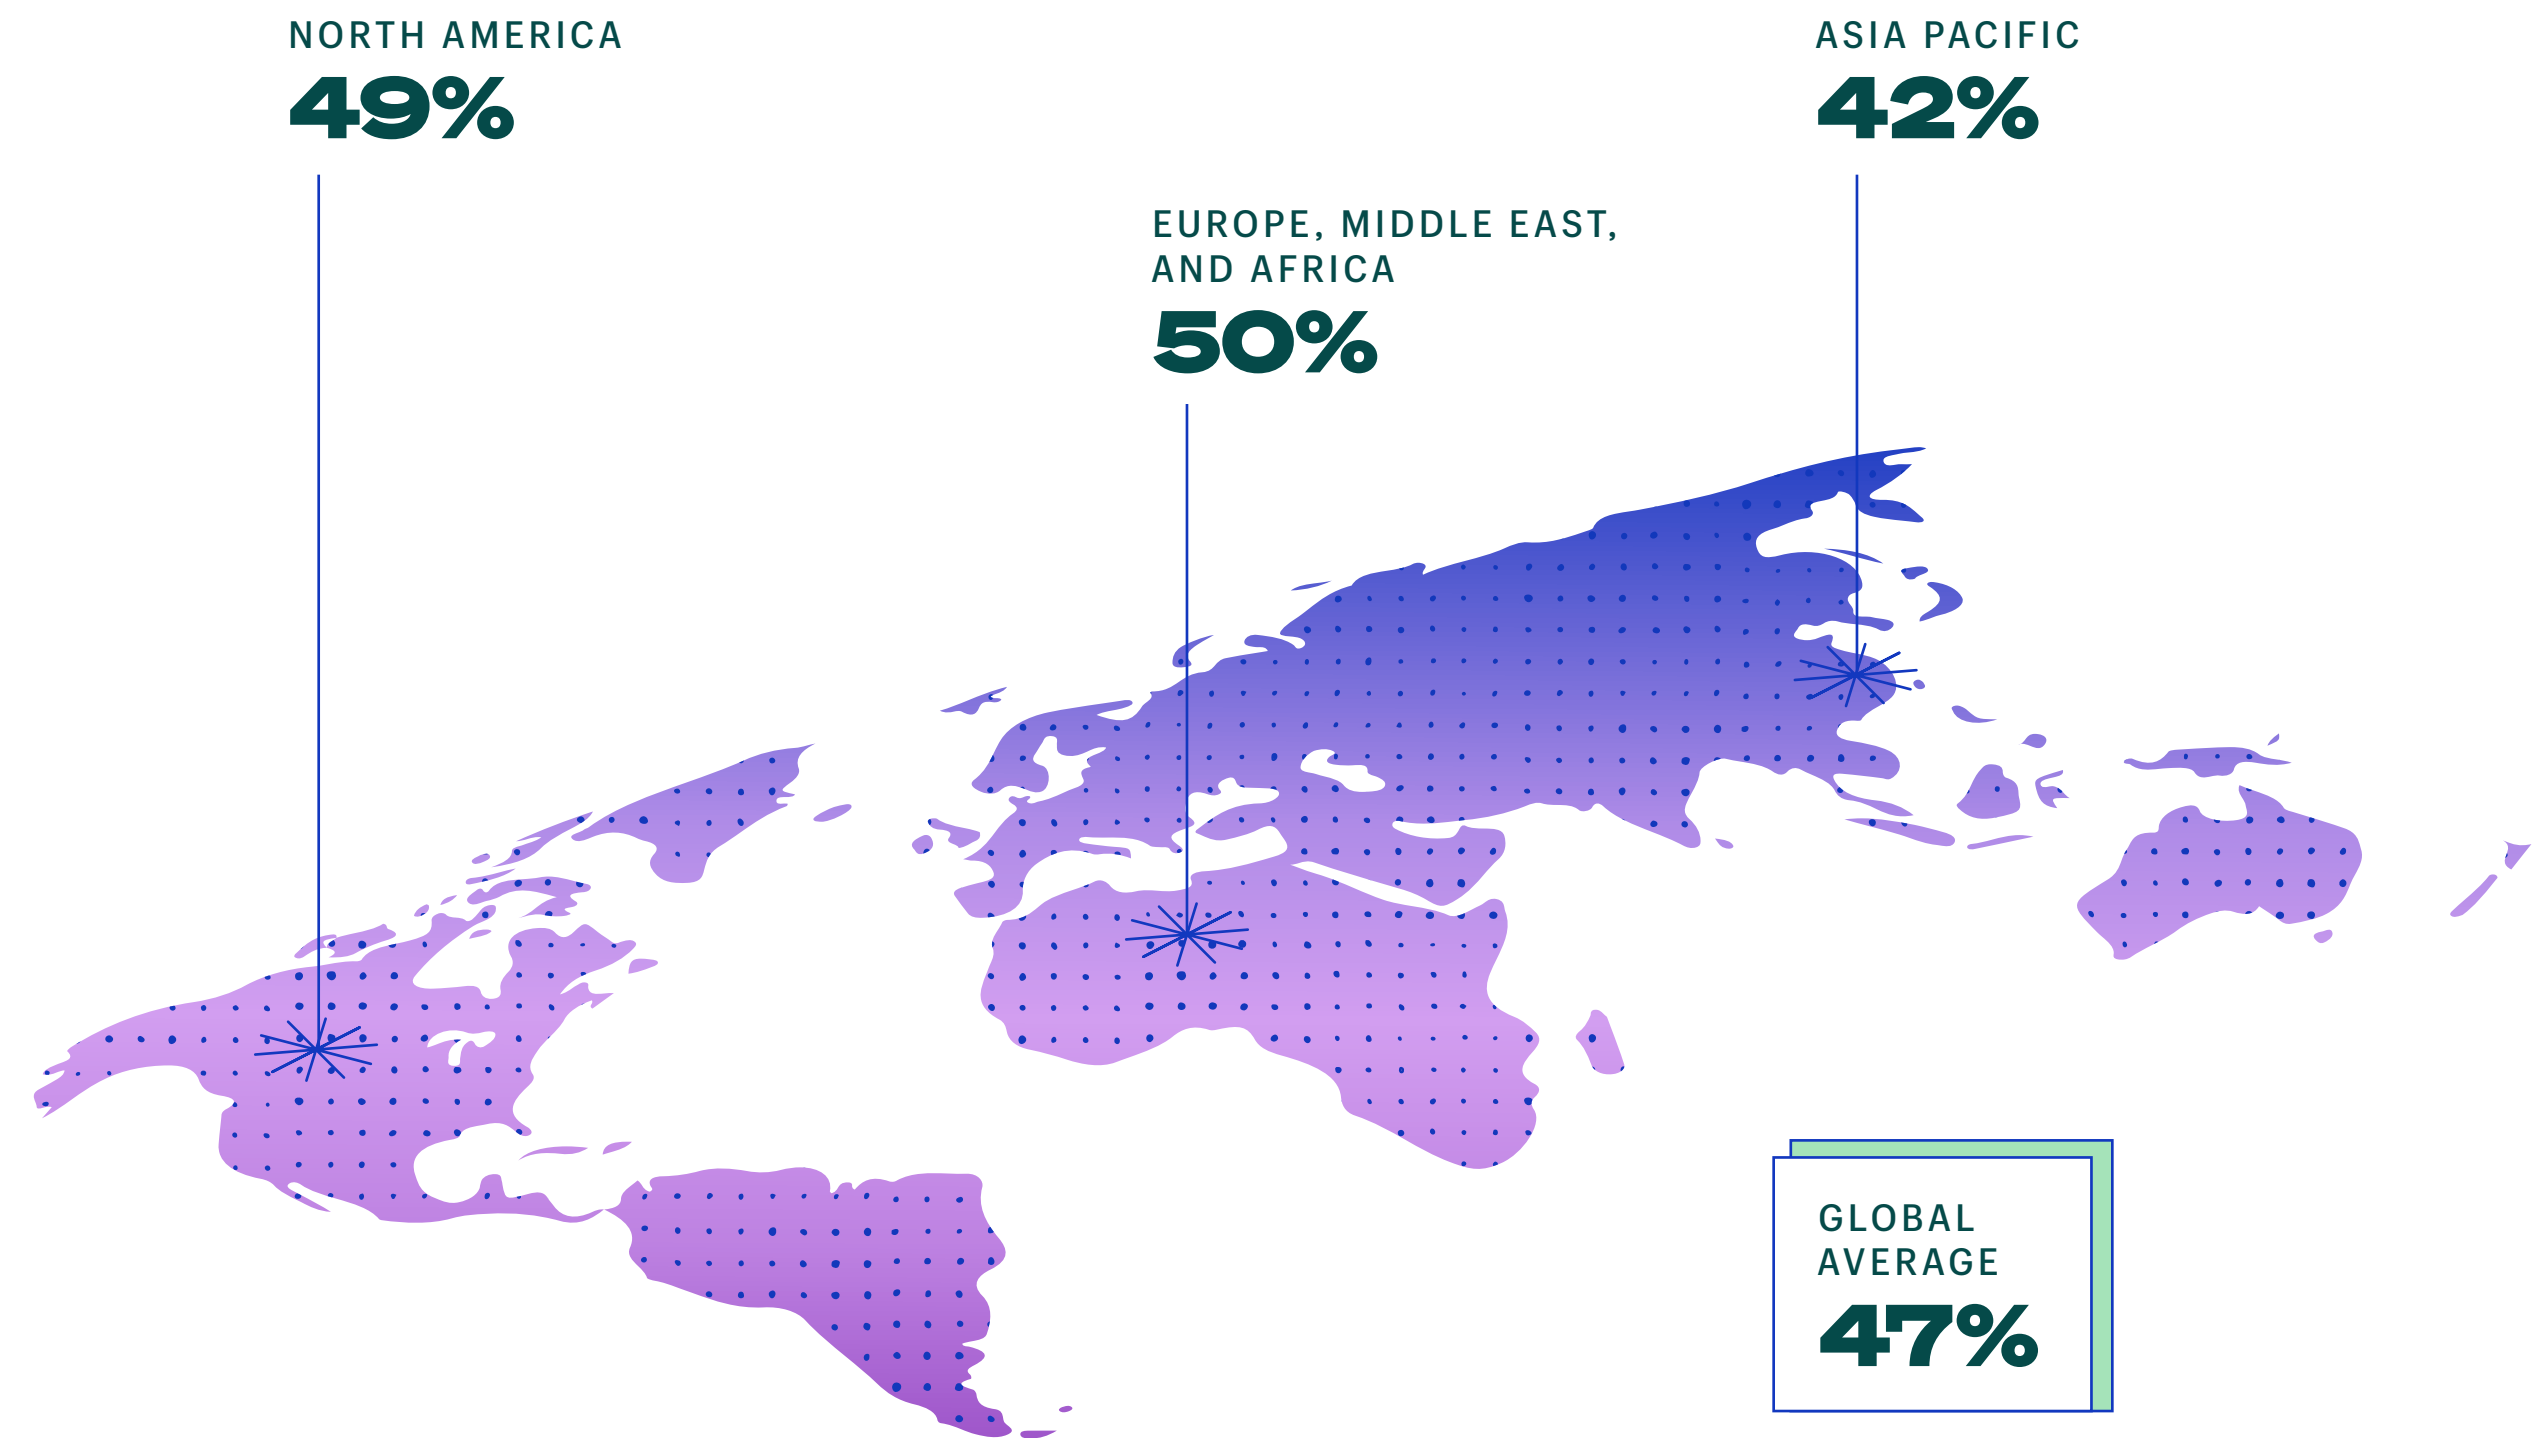 NORTH AMERICA
49%
ASIA PACIFIC
42%
EUROPE, MIDDLE EAST,
AND AFRICA
50%
GLOBAL
AVERAGE
47%